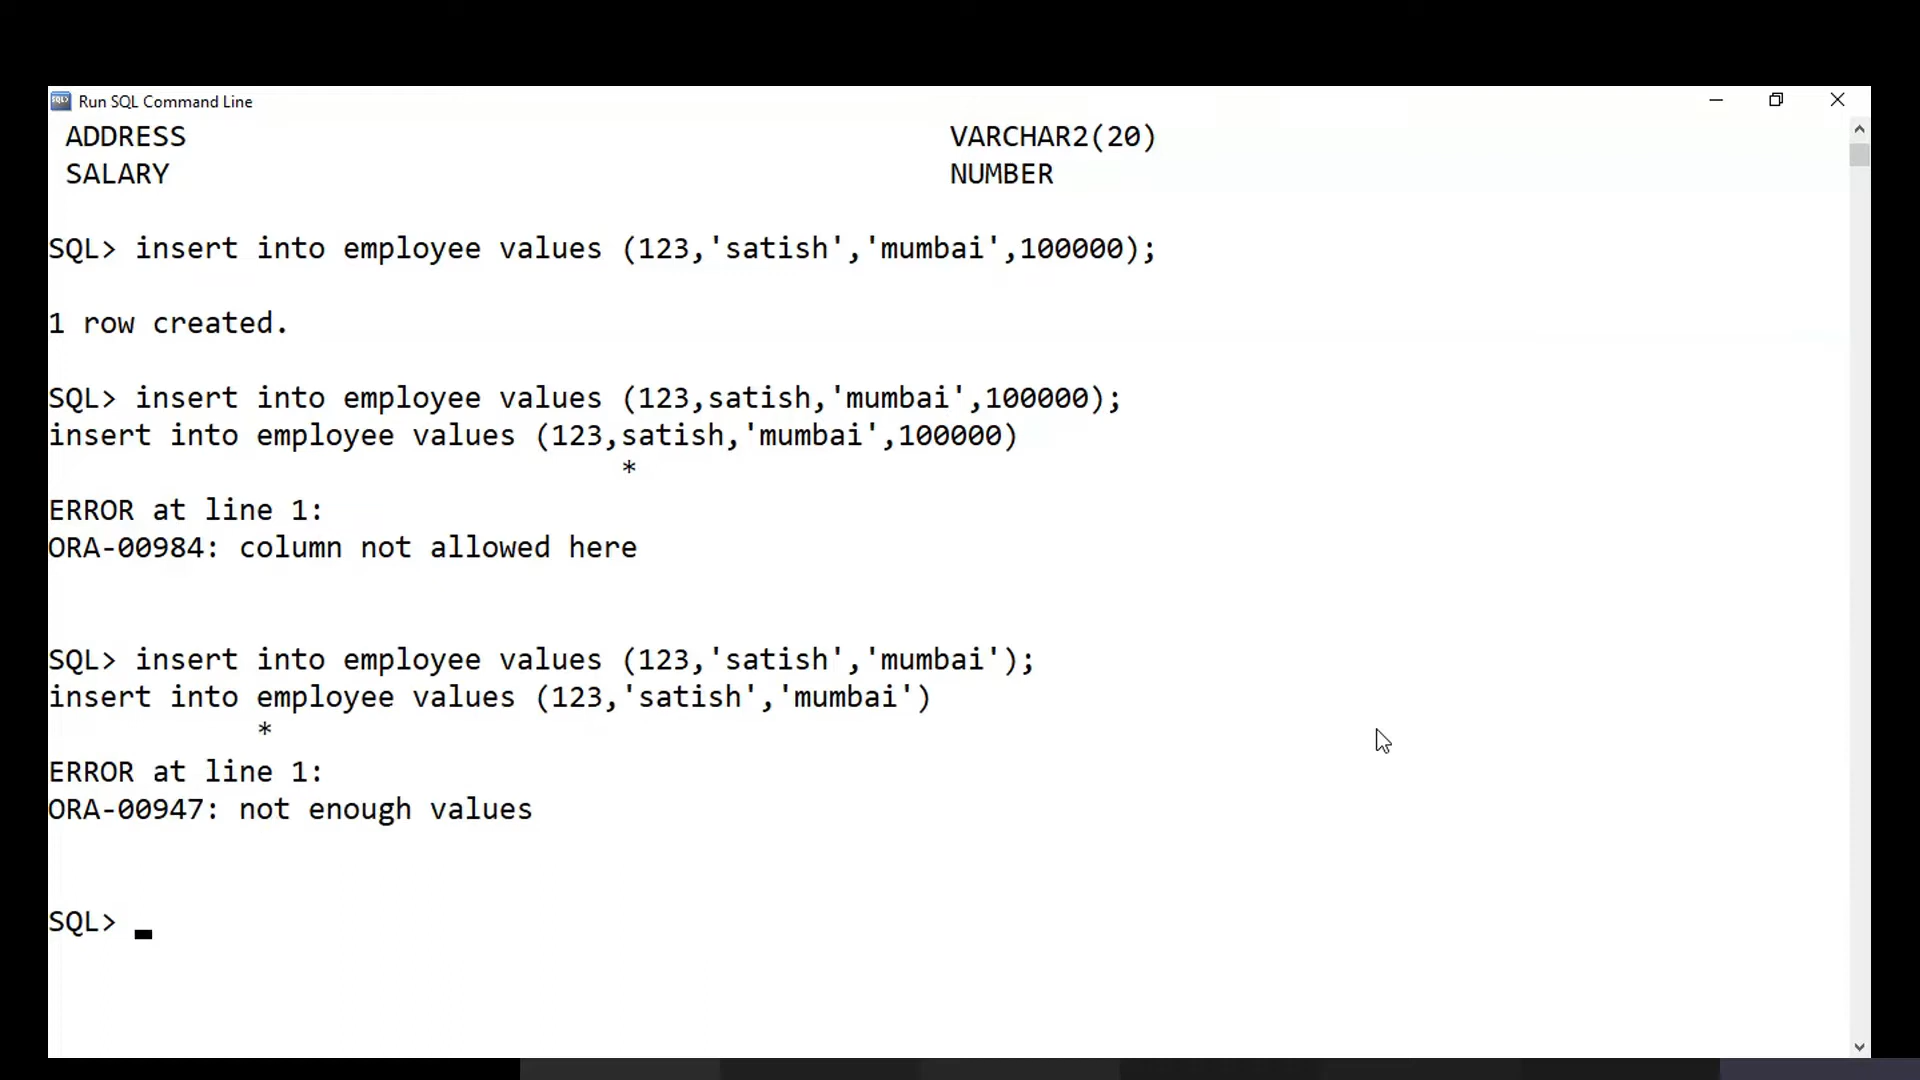 Run SQL Command Line
ADDRESS VARCHAR2(20)
SALARY NUMBER
SQL> insert into employee values (123,'satish','mumbai',100000);
1 row created.
SQL> insert into employee values (123,satish,'mumbai',100000);
insert into employee values (123,satish,'mumbai',100000)
*
ERROR at line 1:
ORA-00984: column not allowed here
SQL> insert into employee values (123,'satish','mumbai');
insert into employee values (123,'satish','mumbai')
*
ERROR at line 1:
ORA-00947: not enough values
SQL>